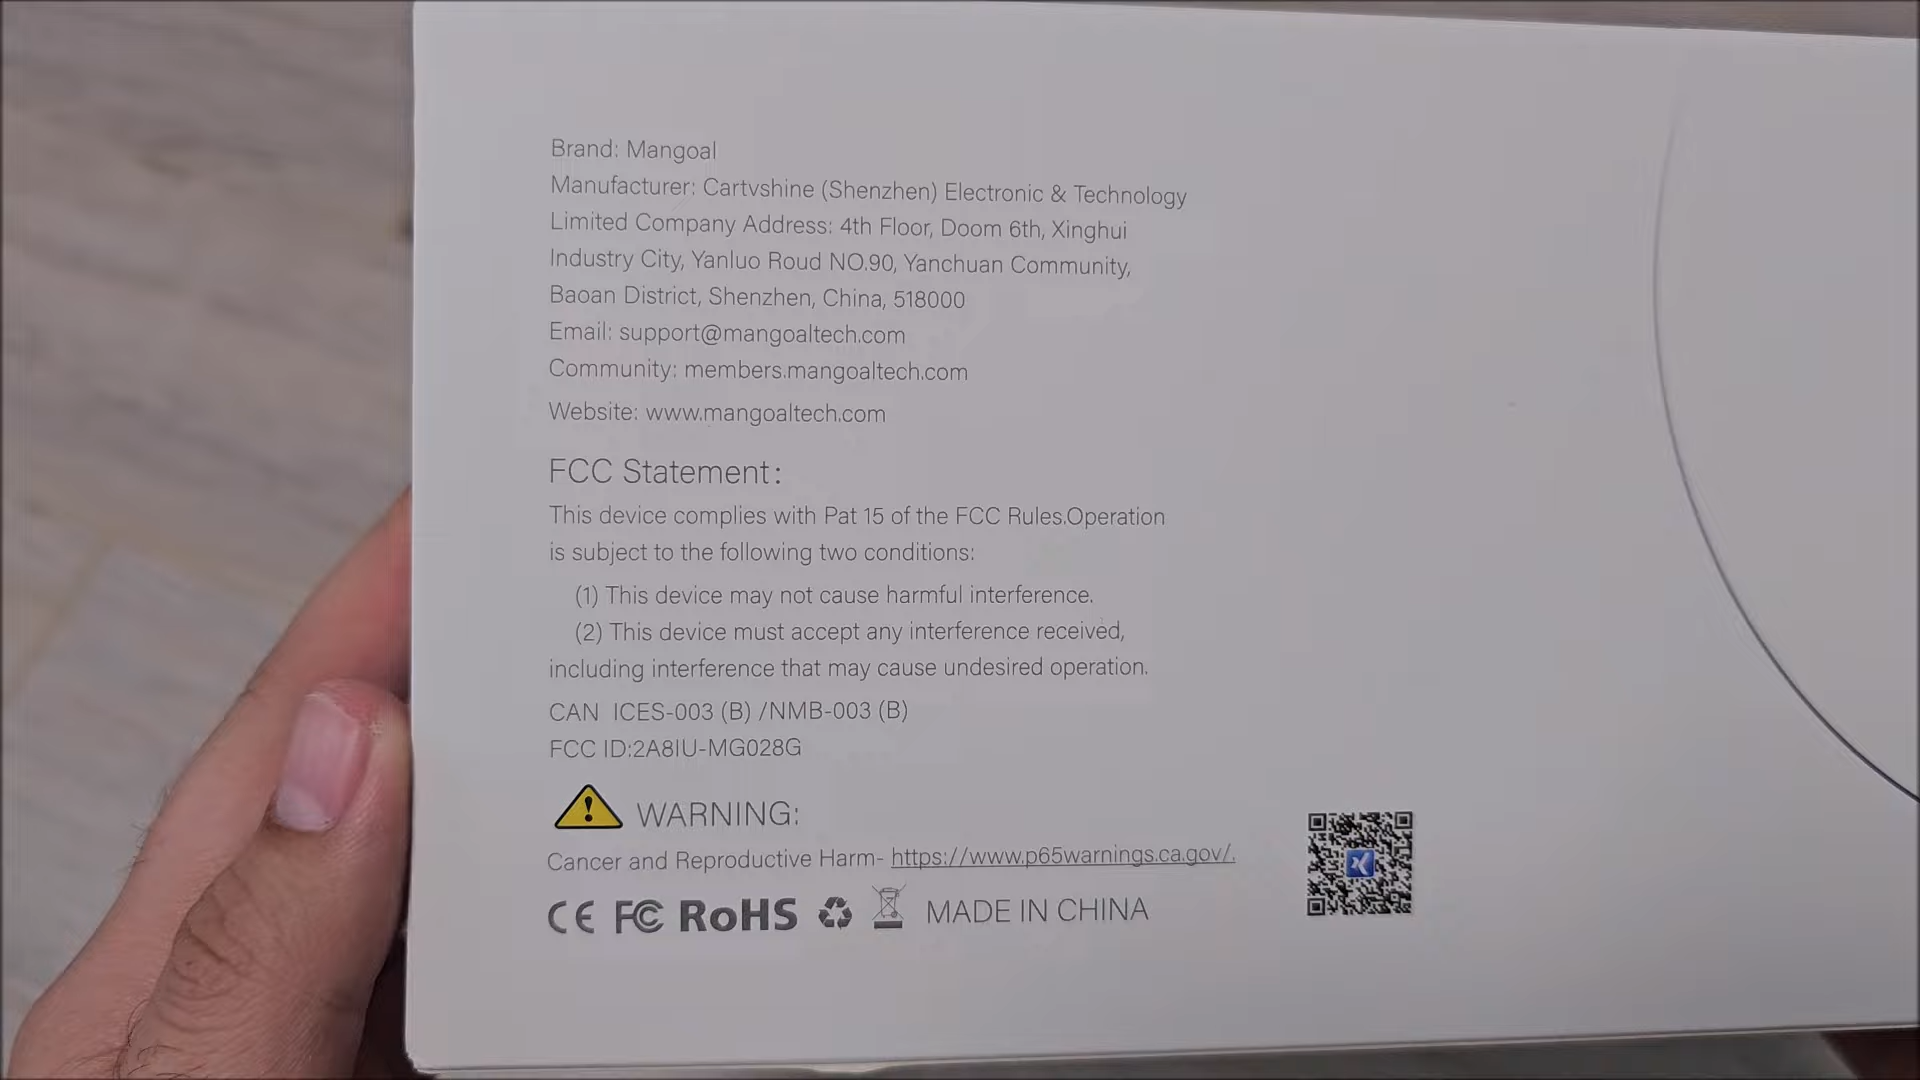 Brand: Mangoal
Manufacturer: Cartvshine (Shenzhen) Electronic & Technology
Limited Company Address: 4th Floor, Doom 6th, Xinghui
Industry City, Yanluo Roud NO.90, Yanchuan Community,
Baoan District, Shenzhen, China, 518000
Email: support@mangoaltech.com
Community: members.mangoaltech.com
Website: www.mangoaltech.com
FCC Statement:
This device complies with Pat 15 of the FCC Rules.Operation
is subject to the following two conditions:
(1) This device may not cause harmful interference.
(2) This device must accept any interference received,
including interference that may cause undesired operation.
CAN ICES-003 (B) /NMB-003 (B)
FCC ID:2A8IU-MG028G
WARNING:
Cancer and Reproductive Harm- https://www.p65warnings.ca.gov/.
CE FC RoHS MADE IN CHINA